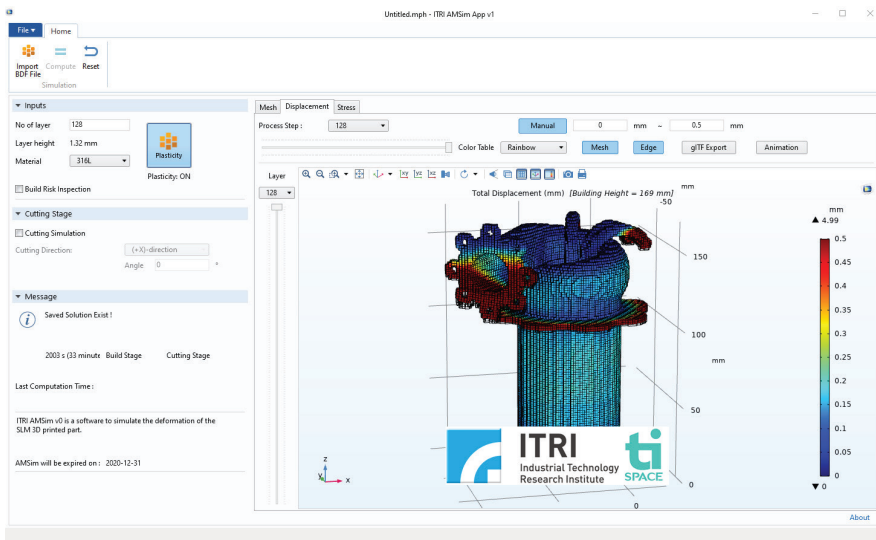 Untitled.mph - ITRI AMSim App v1
File Home
Import BDF File
Compute
Reset
Simulation
Inputs
No of layer 128
Layer height 1.32 mm
Material 316L
Plasticity
Plasticity: ON
Build Risk Inspection
Cutting Stage
Cutting Simulation
Cutting Direction: (+X)-direction
Angle 0 °
Message
i Saved Solution Exist !
2003 s (33 minute Build Stage Cutting Stage
Last Computation Time :
ITRI AMSim v0 is a software to simulate the deformation of the
SLM 3D printed part.
AMSim will be expired on : 2020-12-31
Mesh Displacement Stress
Process Step : 128 Manual 0 mm ~ 0.5 mm
Color Table Rainbow Mesh Edge glTF Export Animation
Layer
128
xy yz xz
Total Displacement (mm) [Building Height = 169 mm]
mm
-50
150
100
mm
50
0
0
mm
▲ 4.99
0.5
0.45
0.4
0.35
0.3
0.25
0.2
0.15
0.1
0.05
0
▼ 0
z
y x
ITRI
Industrial Technology
Research Institute
ti
SPACE
About